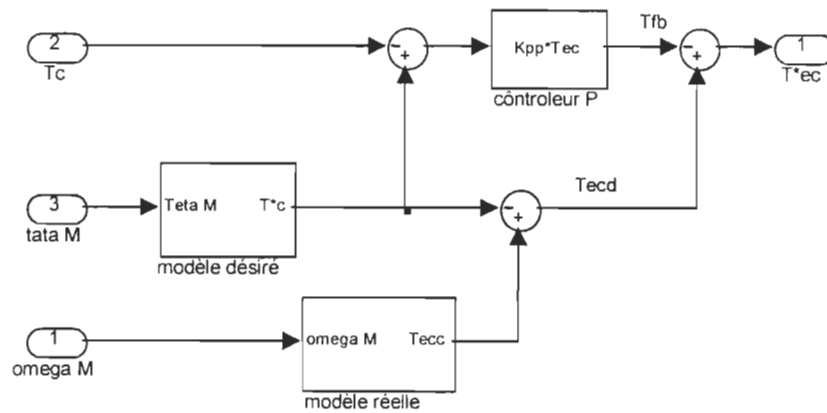 2
Tc
Kpp*Tec
côntroleur P
Tfb
1
T*ec
3
tata M
Teta M
T*c
modèle désiré
Tecd
1
omega M
omega M
Tecc
modèle réelle